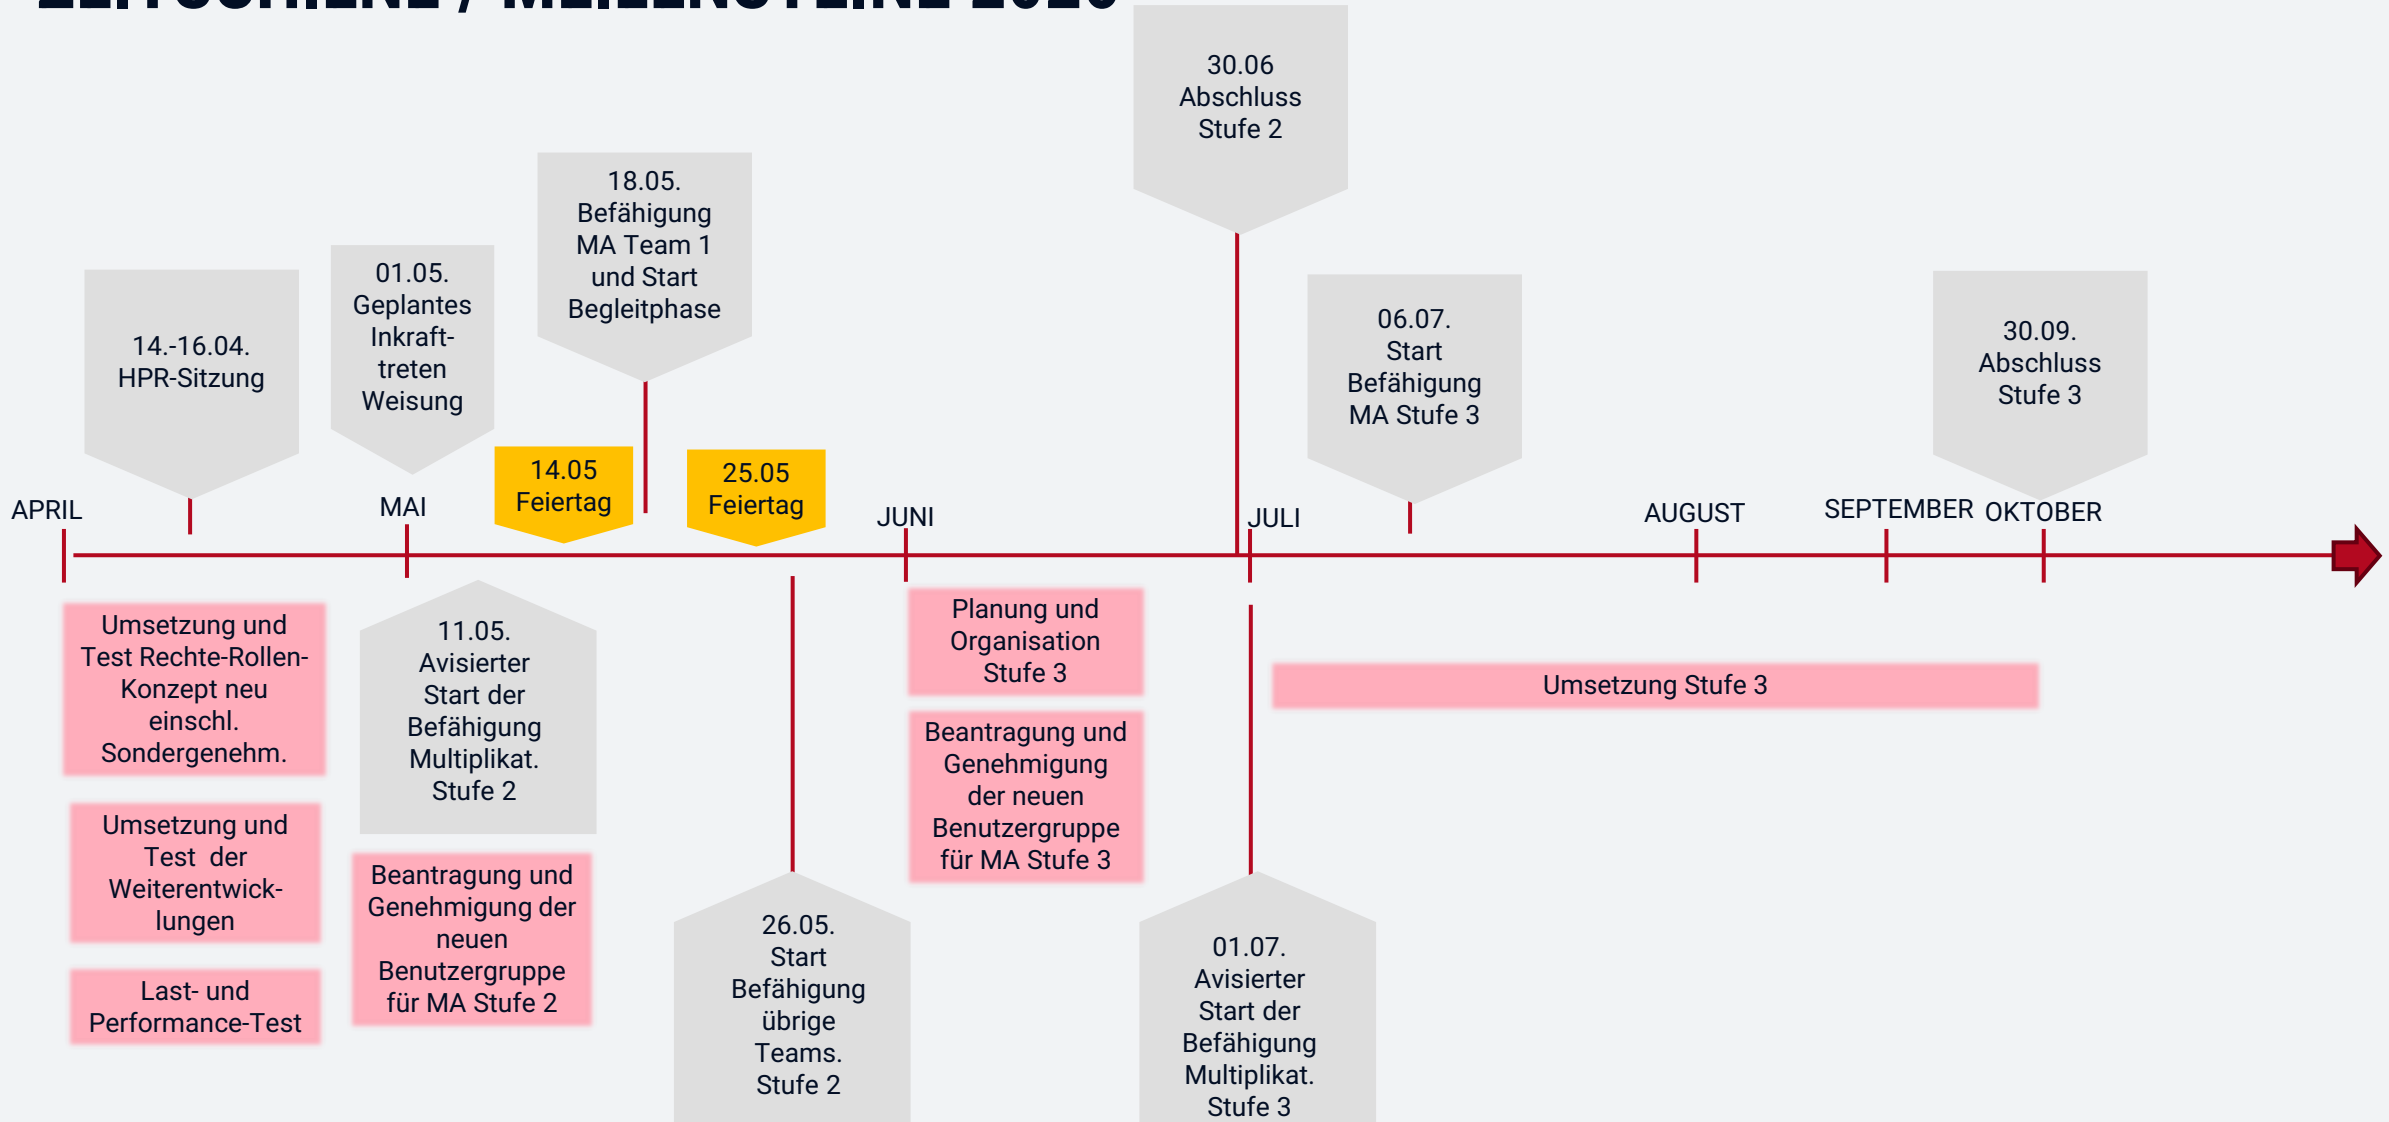 ZEITSCHIENE / MEILENSTEINE 2026
30.06
Abschluss
Stufe 2
18.05.
Befähigung
MA Team 1
und Start
Begleitphase
01.05.
Geplantes
Inkraft-
treten
Weisung
14.-16.04.
HPR-Sitzung
06.07.
Start
Befähigung
MA Stufe 3
30.09.
Abschluss
Stufe 3
14.05
Feiertag
25.05
Feiertag
APRIL
MAI
JUNI
JULI
AUGUST
SEPTEMBER
OKTOBER
Umsetzung und
Test Rechte-Rollen-
Konzept neu
einschl.
Sondergenehm.
Umsetzung und
Test  der
Weiterentwick-
lungen
Last- und
Performance-Test
11.05.
Avisierter
Start der
Befähigung
Multiplikat.
Stufe 2
Beantragung und
Genehmigung der
neuen
Benutzergruppe
für MA Stufe 2
26.05.
Start
Befähigung
übrige
Teams.
Stufe 2
Planung und
Organisation
Stufe 3
Beantragung und
Genehmigung
der neuen
Benutzergruppe
für MA Stufe 3
01.07.
Avisierter
Start der
Befähigung
Multiplikat.
Stufe 3
Umsetzung Stufe 3